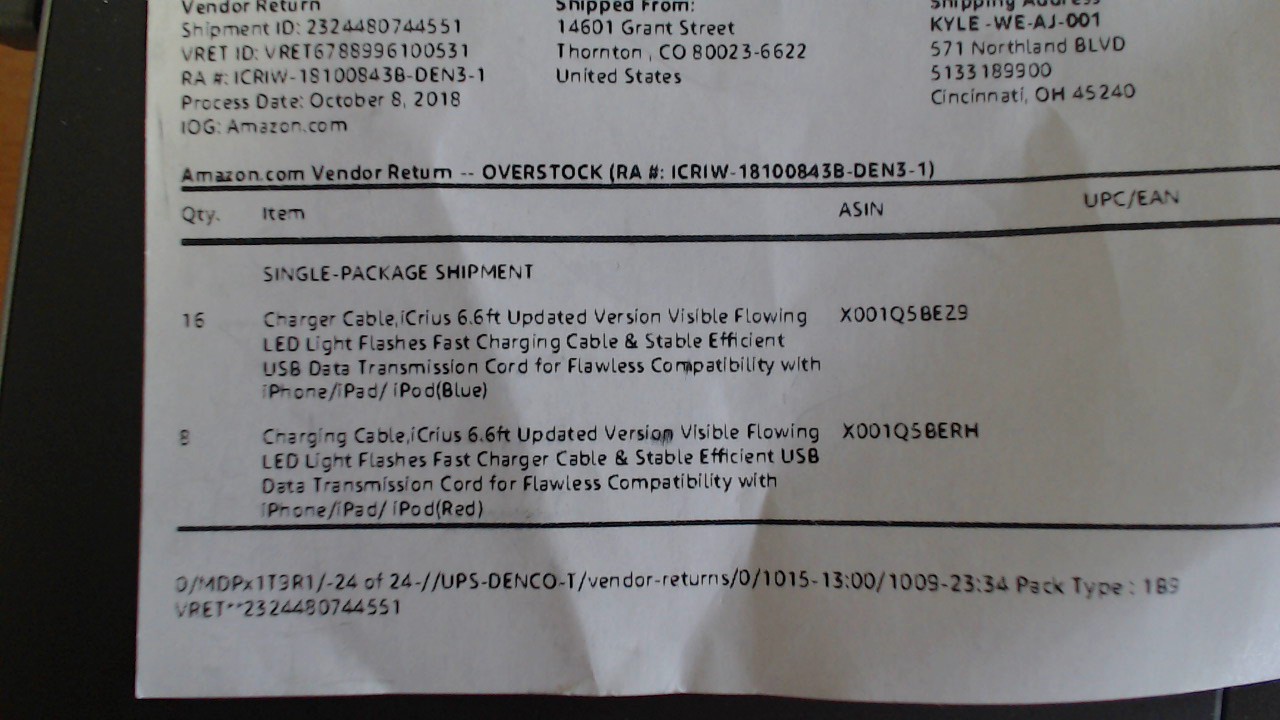 Vendor Return
Shipment ID: 2324480744551
VRET ID: VRET6788996100531
RA #: ICRIW-18100843B-DEN3-1
Process Date: October 8, 2018
IOG: Amazon.com
Shipped From:
14601 Grant Street
Thornton , CO 80023-6622
United States
Shipping Address
KYLE -WE-AJ-001
571 Northland BLVD
5133189900
Cincinnati, OH 45240
Amazon.com Vendor Return -- OVERSTOCK (RA #: ICRIW-18100843B-DEN3-1)
Qty. Item ASIN UPC/EAN
SINGLE-PACKAGE SHIPMENT
16 Charger Cable,iCrius 6.6ft Updated Version Visible Flowing X001Q5BEZ9
LED Light Flashes Fast Charging Cable & Stable Efficient
USB Data Transmission Cord for Flawless Compatibility with
iPhone/iPad/ iPod(Blue)
8 Charging Cable,iCrius 6.6ft Updated Version Visible Flowing X001Q5BERH
LED Light Flashes Fast Charger Cable & Stable Efficient USB
Data Transmission Cord for Flawless Compatibility with
iPhone/iPad/ iPod(Red)
0/MDPx1T9R1/-24 of 24-//UPS-DENCO-T/vendor-returns/0/1015-13:00/1009-23:34 Pack Type : 1B9
VRET**2324480744551